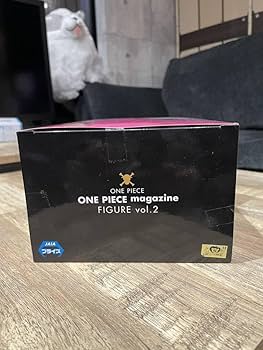 ONE PIECE
ONE PIECE magazine
FIGURE vol.2
JAIA
プライズ